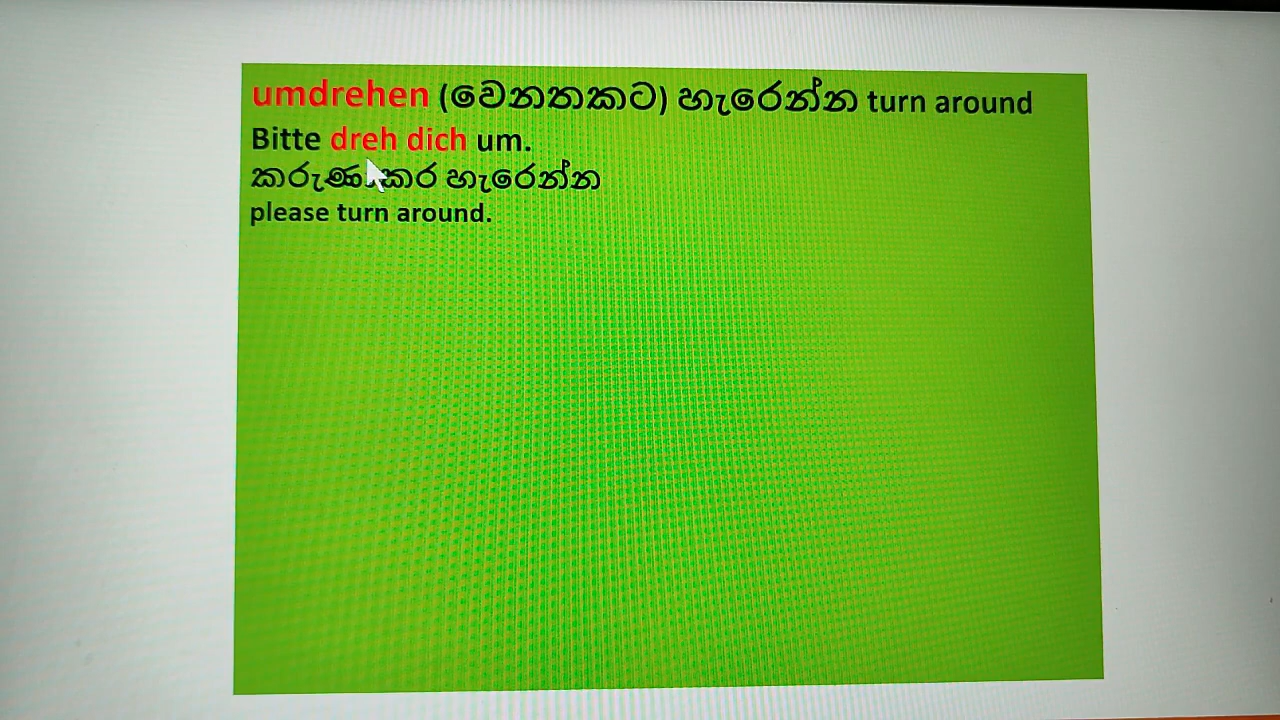 umdrehen (වෙනතකට) හැරෙන්න turn around
Bitte dreh dich um.
කරුණාකර හැරෙන්න
please turn around.